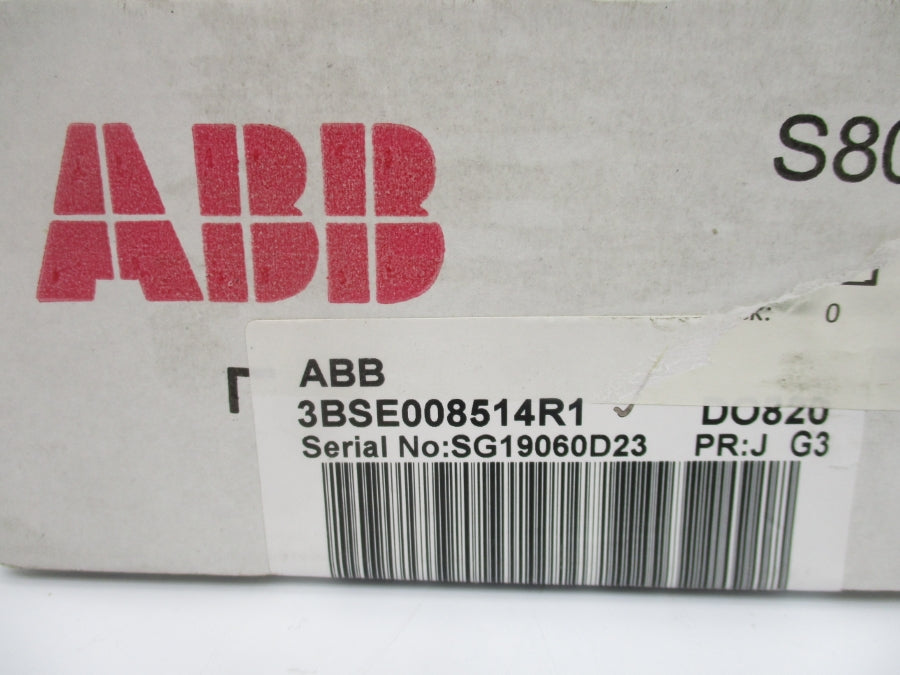 ABB
S80
0
ABB
3BSE008514R1 DO820
Serial No:SG19060D23 PR:J G3